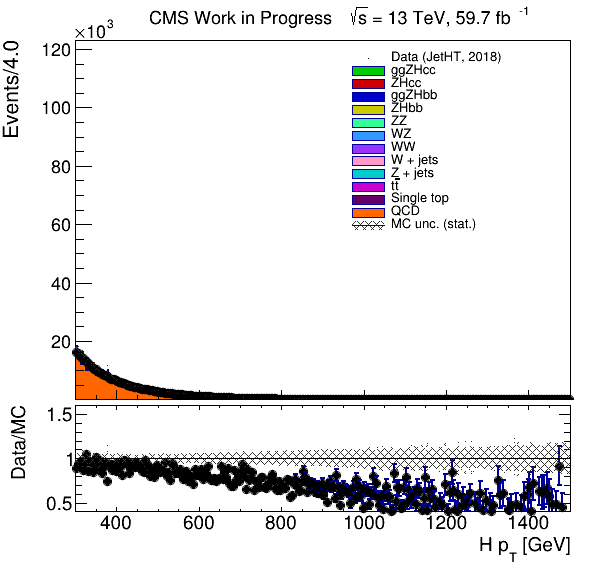 CMS Work in Progress √s = 13 TeV, 59.7 fb⁻¹
×10³
Events/4.0
120
100
80
60
40
20
Data (JetHT, 2018)
ggZHcc
ZHcc
ggZHbb
ZHbb
ZZ
WZ
WW
W + jets
Z + jets
tt̅
Single top
QCD
MC unc. (stat.)
Data/MC
1.5
1
0.5
400 600 800 1000 1200 1400
H p_T [GeV]